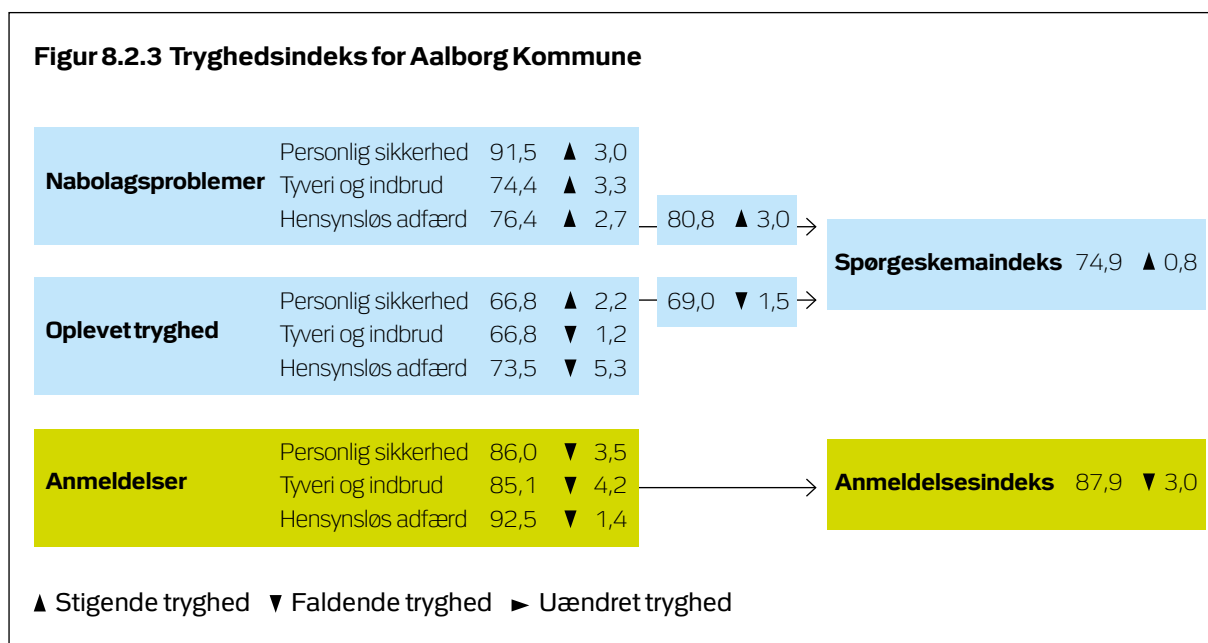 Figur 8.2.3 Tryghedsindeks for Aalborg Kommune
Nabolagsproblemer
Personlig sikkerhed 91,5 ▲ 3,0
Tyveri og indbrud 74,4 ▲ 3,3
Hensynsløs adfærd 76,4 ▲ 2,7
80,8 ▲ 3,0
Oplevet tryghed
Personlig sikkerhed 66,8 ▲ 2,2
Tyveri og indbrud 66,8 ▼ 1,2
Hensynsløs adfærd 73,5 ▼ 5,3
69,0 ▼ 1,5
Spørgeskemaindeks 74,9 ▲ 0,8
Anmeldelser
Personlig sikkerhed 86,0 ▼ 3,5
Tyveri og indbrud 85,1 ▼ 4,2
Hensynsløs adfærd 92,5 ▼ 1,4
Anmeldelsesindeks 87,9 ▼ 3,0
▲ Stigende tryghed ▼ Faldende tryghed ► Uændret tryghed